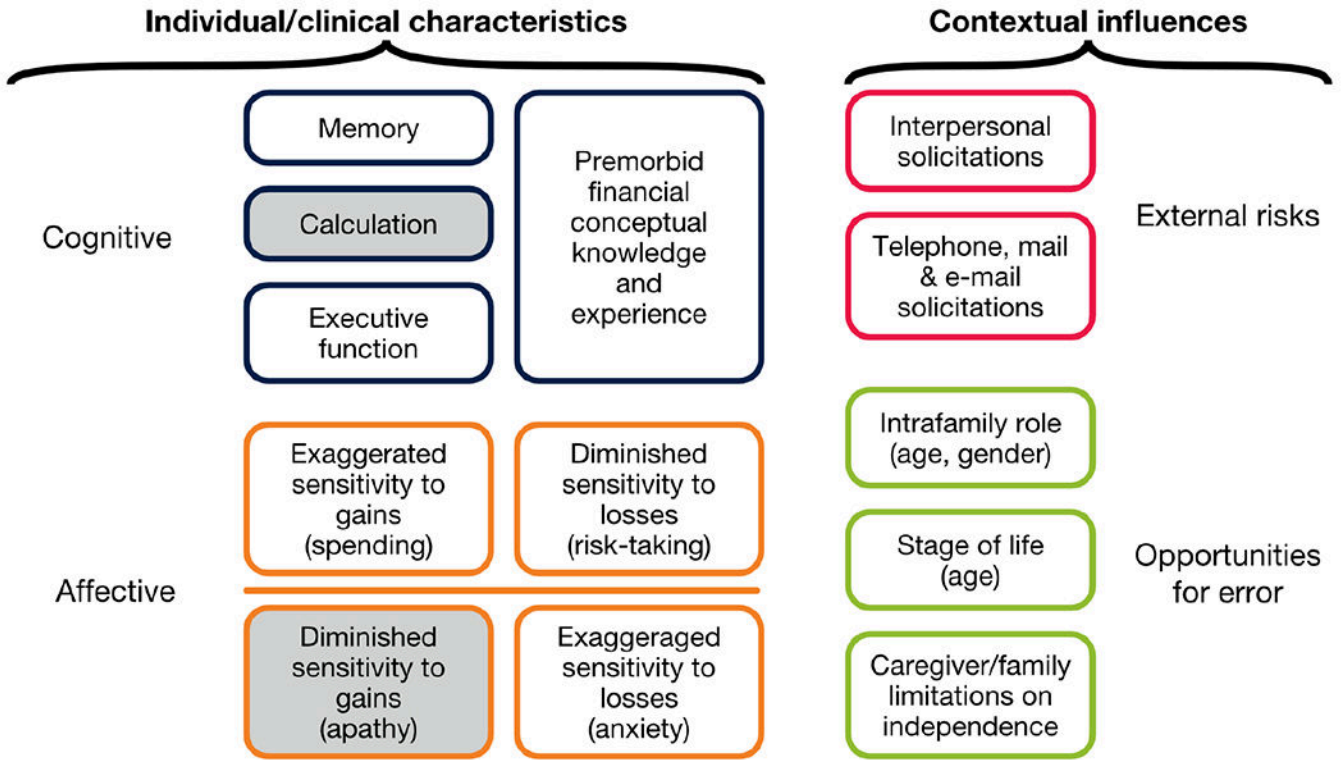 Individual/clinical characteristics
Contextual influences
Cognitive
Memory
Calculation
Executive
function
Premorbid
financial
conceptual
knowledge
and
experience
Affective
Exaggerated
sensitivity to
gains
(spending)
Diminished
sensitivity to
losses
(risk-taking)
Diminished
sensitivity to
gains
(apathy)
Exaggeraged
sensitivity to
losses
(anxiety)
Interpersonal
solicitations
Telephone, mail
& e-mail
solicitations
External risks
Intrafamily role
(age, gender)
Stage of life
(age)
Caregiver/family
limitations on
independence
Opportunities
for error